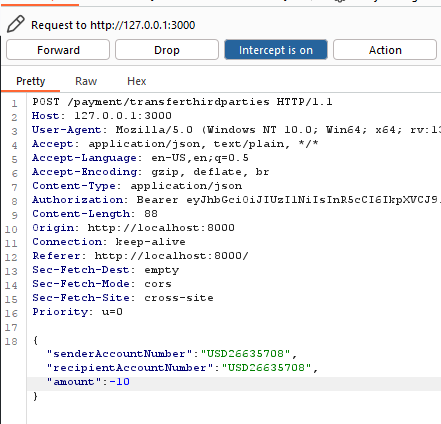 Request to http://127.0.0.1:3000
Forward Drop Intercept is on Action
Pretty Raw Hex
1 POST /payment/transferthirdparties HTTP/1.1
2 Host: 127.0.0.1:3000
3 User-Agent: Mozilla/5.0 (Windows NT 10.0; Win64; x64; rv:13
4 Accept: application/json, text/plain, */*
5 Accept-Language: en-US,en;q=0.5
6 Accept-Encoding: gzip, deflate, br
7 Content-Type: application/json
8 Authorization: Bearer eyJhbGciOiJIUzI1NiIsInR5cCI6IkpXVCJ9.
9 Content-Length: 88
10 Origin: http://localhost:8000
11 Connection: keep-alive
12 Referer: http://localhost:8000/
13 Sec-Fetch-Dest: empty
14 Sec-Fetch-Mode: cors
15 Sec-Fetch-Site: cross-site
16 Priority: u=0
17
18 {
"senderAccountNumber":"USD26635708",
"recipientAccountNumber":"USD26635708",
"amount":-10
}